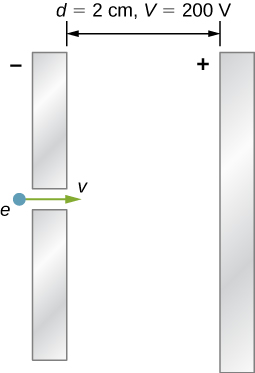 d = 2 cm, V = 200 V
– +
v
e